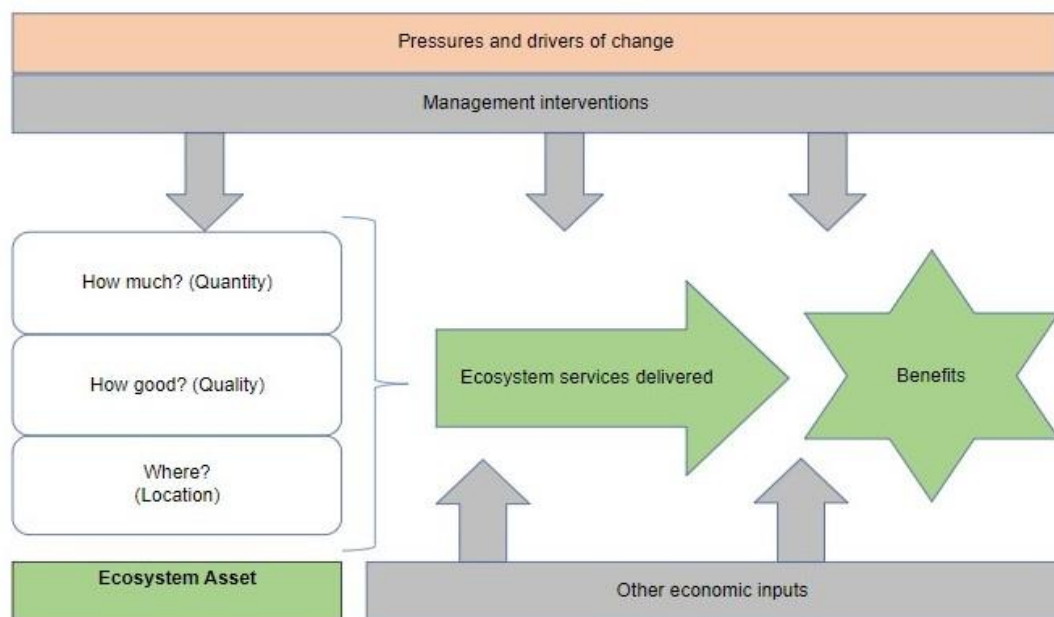 Pressures and drivers of change
Management interventions
How much? (Quantity)
How good? (Quality)
Where?
(Location)
Ecosystem services delivered
Benefits
Ecosystem Asset
Other economic inputs